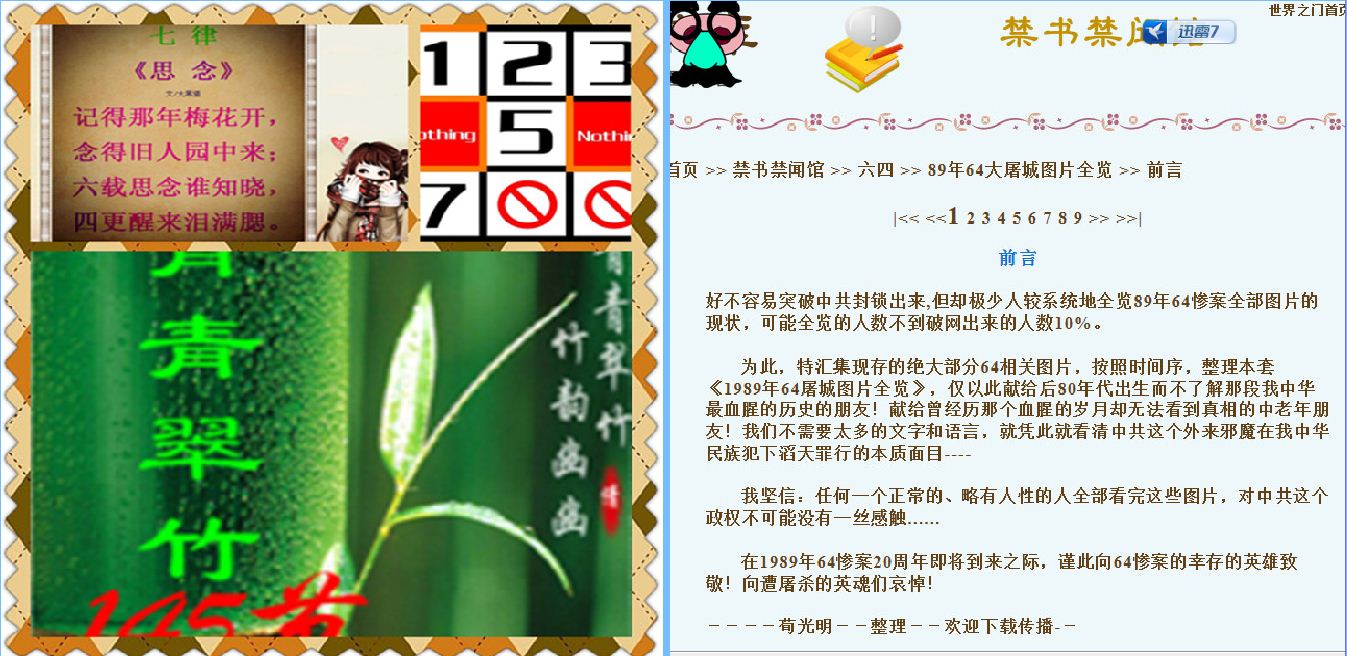 七 律
《思 念》
记得那年梅花开，
念得旧人园中来；
六载思念谁知晓，
四更醒来泪满腮。
1 2 3
Nothing 5 Nothin
7
青
翠
竹
青青翠竹
竹韵幽幽
情
145节
世界之门首页
禁书禁闻馆
迅雷7
首页 >> 禁书禁闻馆 >> 六四 >> 89年64大屠城图片全览 >> 前言
|<< <<1 2 3 4 5 6 7 8 9 >> >>|
前言
好不容易突破中共封锁出来,但却极少人较系统地全览89年64惨案全部图片的
现状，可能全览的人数不到破网出来的人数10%。
为此，特汇集现存的绝大部分64相关图片，按照时间序，整理本套
《1989年64屠城图片全览》，仅以此献给后80年代出生而不了解那段我中华
最血腥的历史的朋友！献给曾经历那个血腥的岁月却无法看到真相的中老年朋
友！我们不需要太多的文字和语言，就凭此就看清中共这个外来邪魔在我中华
民族犯下滔天罪行的本质面目----
我坚信：任何一个正常的、略有人性的人全部看完这些图片，对中共这个
政权不可能没有一丝感触......
在1989年64惨案20周年即将到来之际，谨此向64惨案的幸存的英雄致
敬！向遭屠杀的英魂们哀悼！
－－－－荀光明－－整理－－欢迎下载传播-－